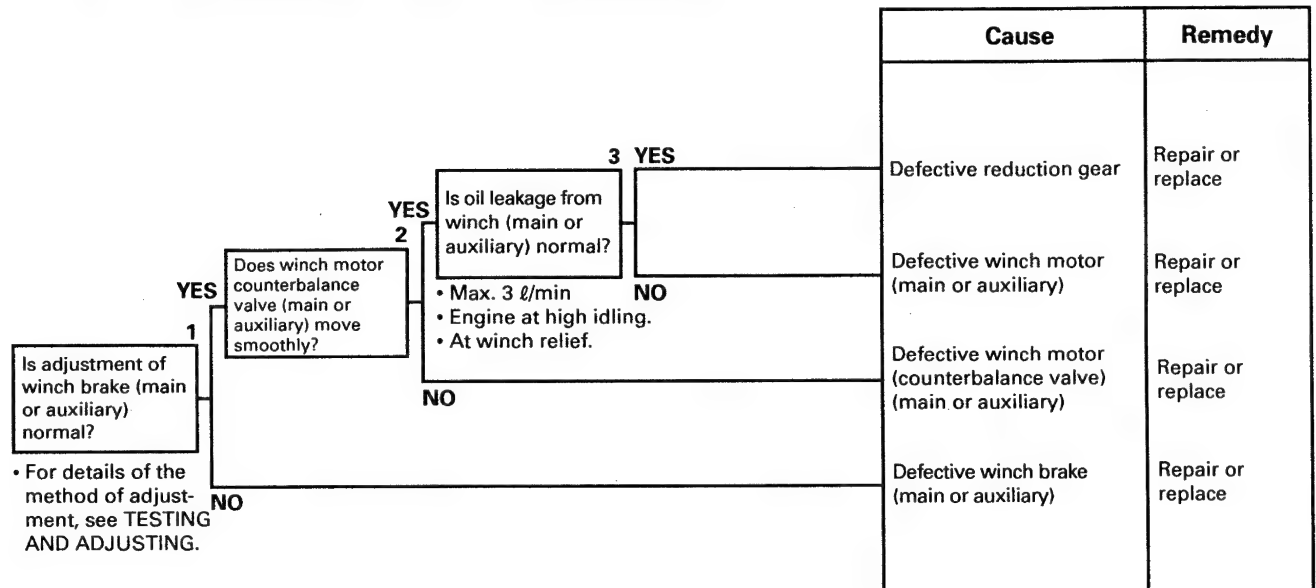 Cause
Remedy
1
Is adjustment of
winch brake (main
or auxiliary)
normal?
• For details of the
method of adjust-
ment, see TESTING
AND ADJUSTING.
YES
NO
2
Does winch motor
counterbalance
valve (main or
auxiliary) move
smoothly?
YES
NO
3
Is oil leakage from
winch (main or
auxiliary) normal?
• Max. 3 ℓ/min
• Engine at high idling.
• At winch relief.
YES
NO
Defective reduction gear
Repair or
replace
Defective winch motor
(main or auxiliary)
Repair or
replace
Defective winch motor
(counterbalance valve)
(main or auxiliary)
Repair or
replace
Defective winch brake
(main or auxiliary)
Repair or
replace